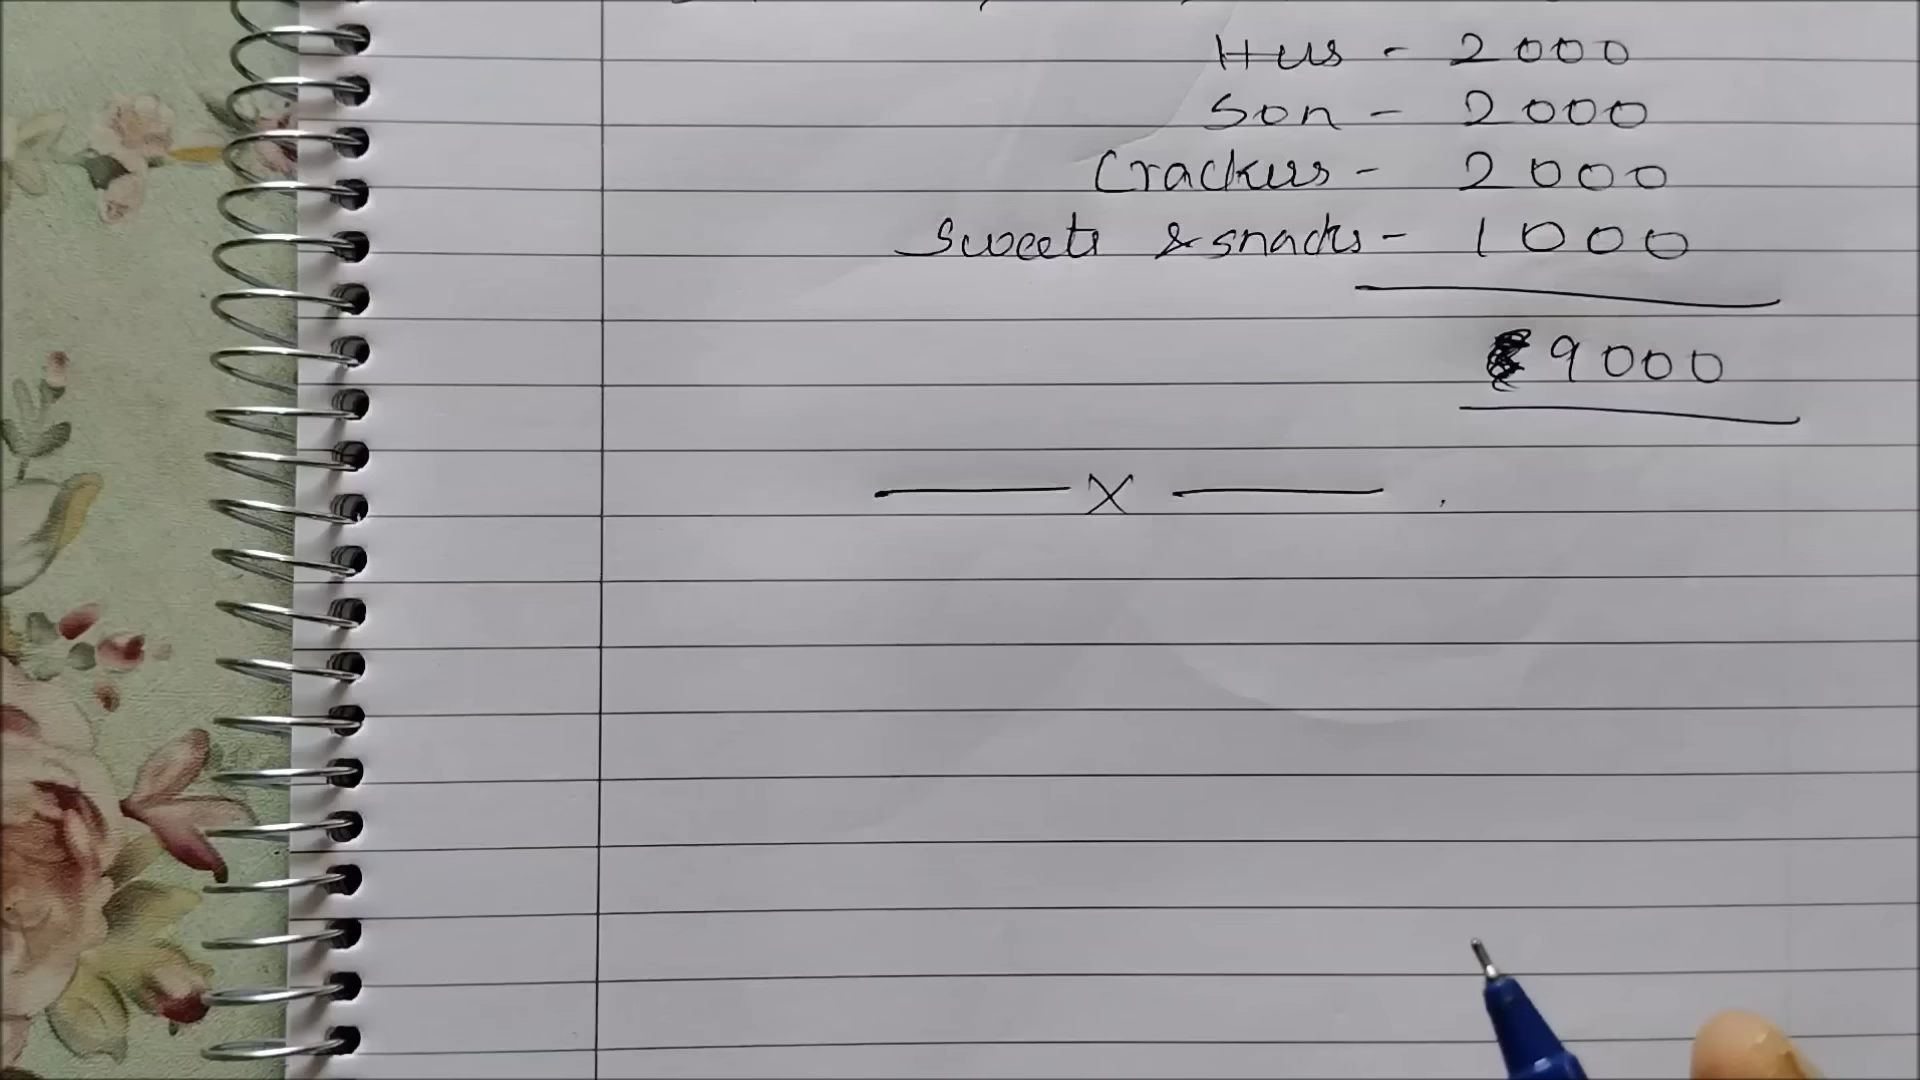 Hus - 2000
Son - 2000
Crackers - 2000
Sweets & snacks - 1000
9000
X